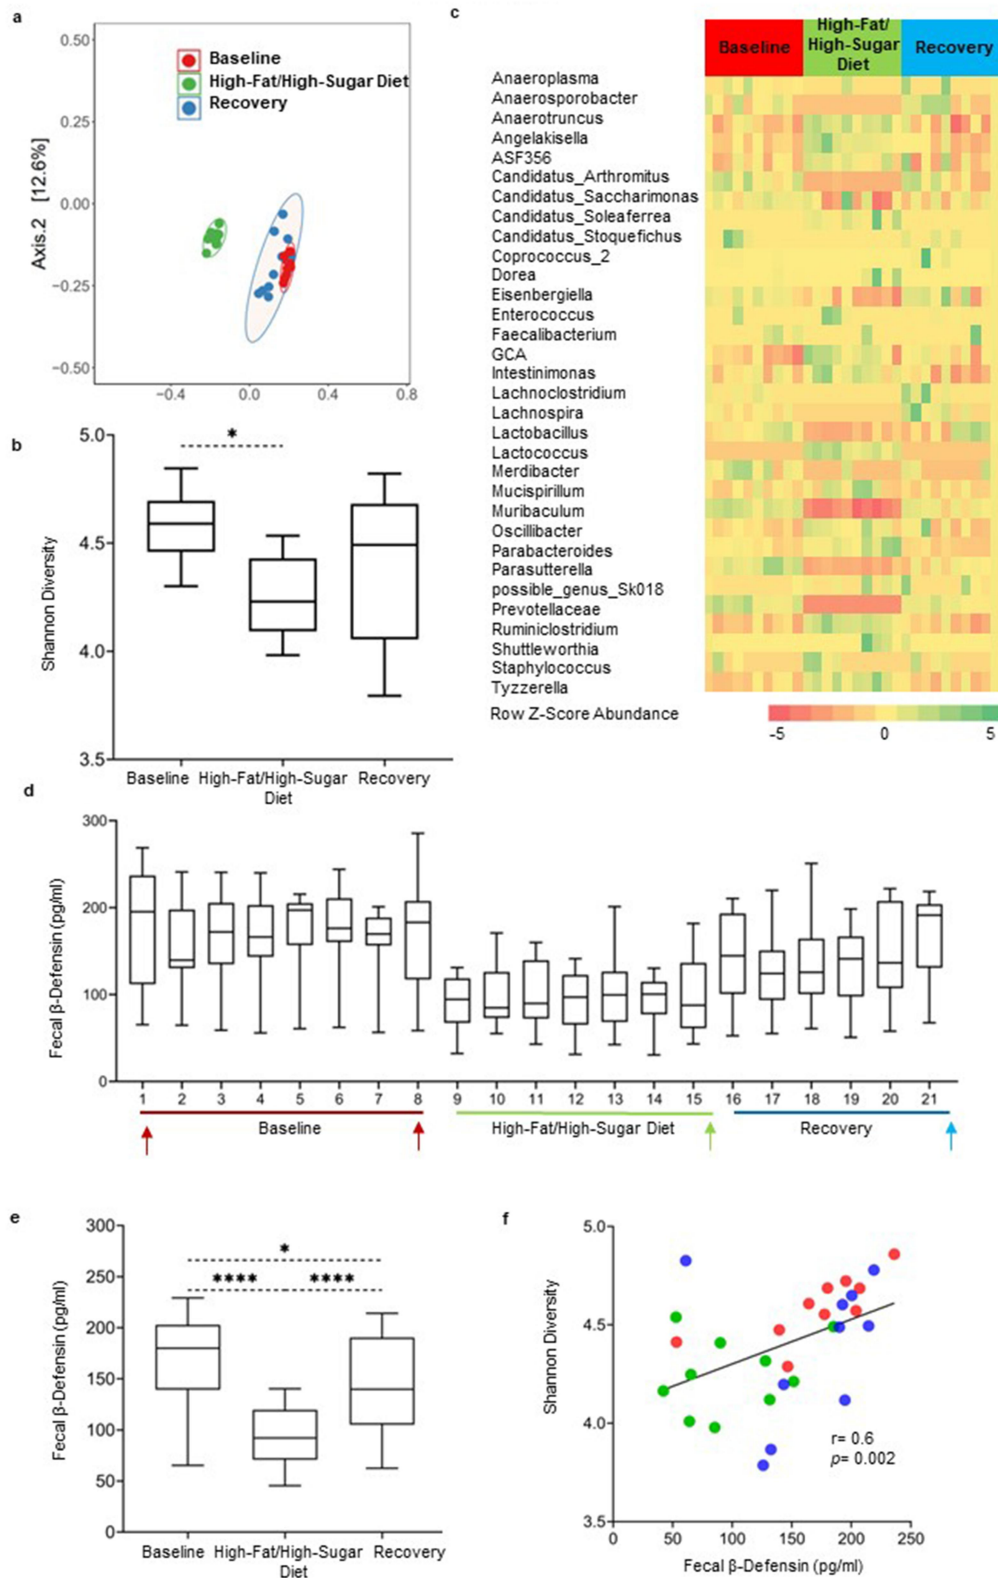 a
0.50
0.25
0.00
−0.25
−0.50
Axis.2 [12.6%]
Baseline
High-Fat/High-Sugar Diet
Recovery
−0.4
0.0
0.4
0.8
b
5.0
4.5
4.0
3.5
Shannon Diversity
*
Baseline
High-Fat/High-Sugar
Diet
Recovery
c
Baseline
High-Fat/
High-Sugar
Diet
Recovery
Anaeroplasma
Anaerosporobacter
Anaerotruncus
Angelakisella
ASF356
Candidatus_Arthromitus
Candidatus_Saccharimonas
Candidatus_Soleaferrea
Candidatus_Stoquefichus
Coprococcus_2
Dorea
Eisenbergiella
Enterococcus
Faecalibacterium
GCA
Intestinimonas
Lachnoclostridium
Lachnospira
Lactobacillus
Lactococcus
Merdibacter
Mucispirillum
Muribaculum
Oscillibacter
Parabacteroides
Parasutterella
possible_genus_Sk018
Prevotellaceae
Ruminiclostridium
Shuttleworthia
Staphylococcus
Tyzzerella
Row Z-Score Abundance
-5
0
5
d
300
200
100
0
Fecal β-Defensin (pg/ml)
1 2 3 4 5 6 7 8 9 10 11 12 13 14 15 16 17 18 19 20 21
Baseline
High-Fat/High-Sugar Diet
Recovery
e
300
250
200
150
100
50
0
Fecal β-Defensin (pg/ml)
*
****
****
Baseline
High-Fat/High-Sugar
Diet
Recovery
f
5.0
4.5
4.0
3.5
Shannon Diversity
r= 0.6
p= 0.002
0 50 100 150 200 250
Fecal β-Defensin (pg/ml)